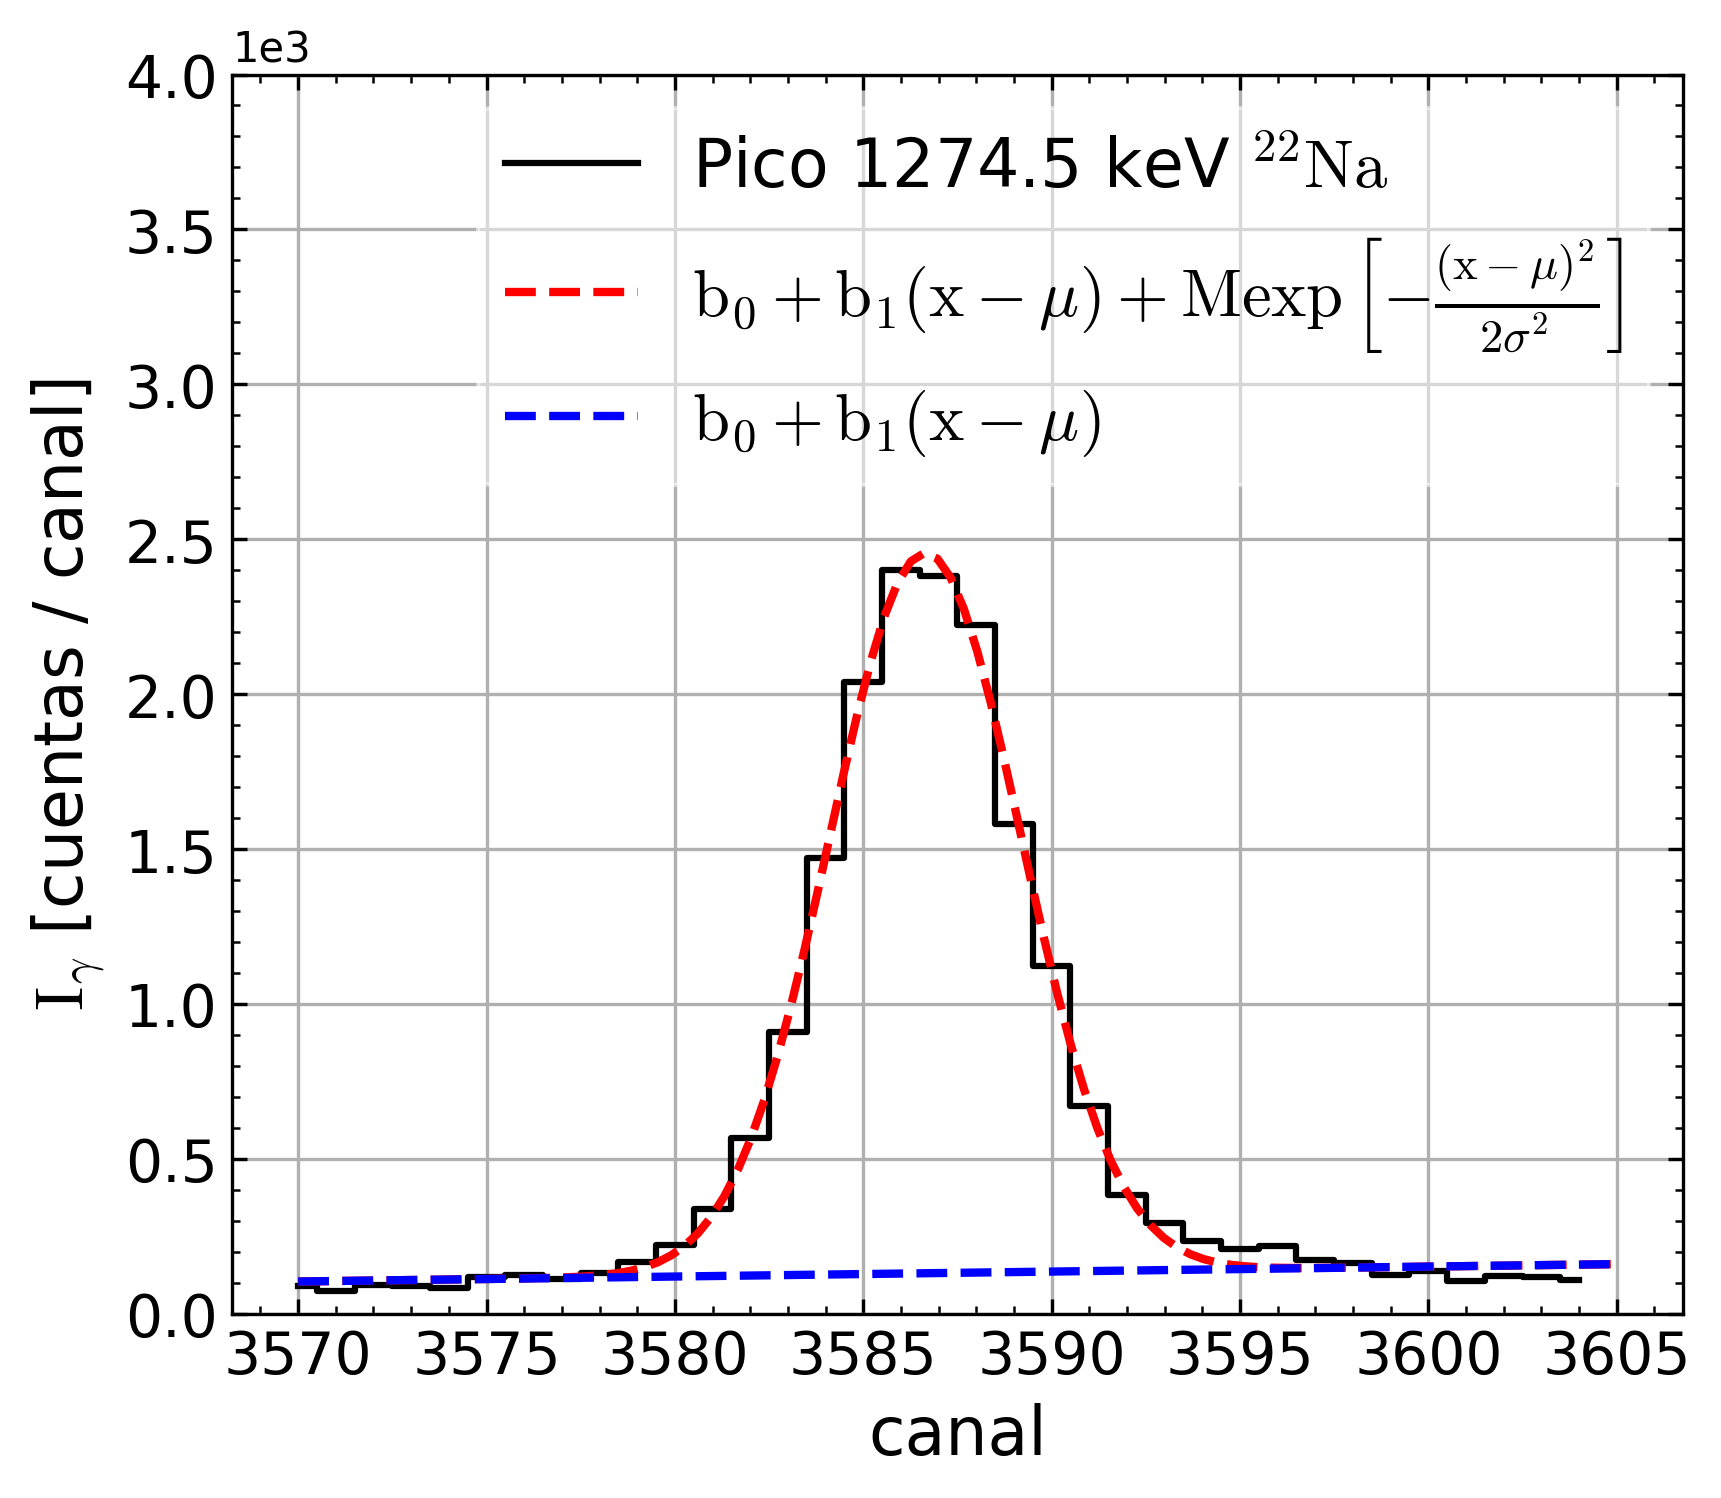 1e3
4.0
3.5
3.0
2.5
2.0
1.5
1.0
0.5
0.0
I_γ [cuentas / canal]
Pico 1274.5 keV ²²Na
b₀ + b₁(x − μ) + Mexp [−(x − μ)²/2σ²]
b₀ + b₁(x − μ)
3570 3575 3580 3585 3590 3595 3600 3605
canal